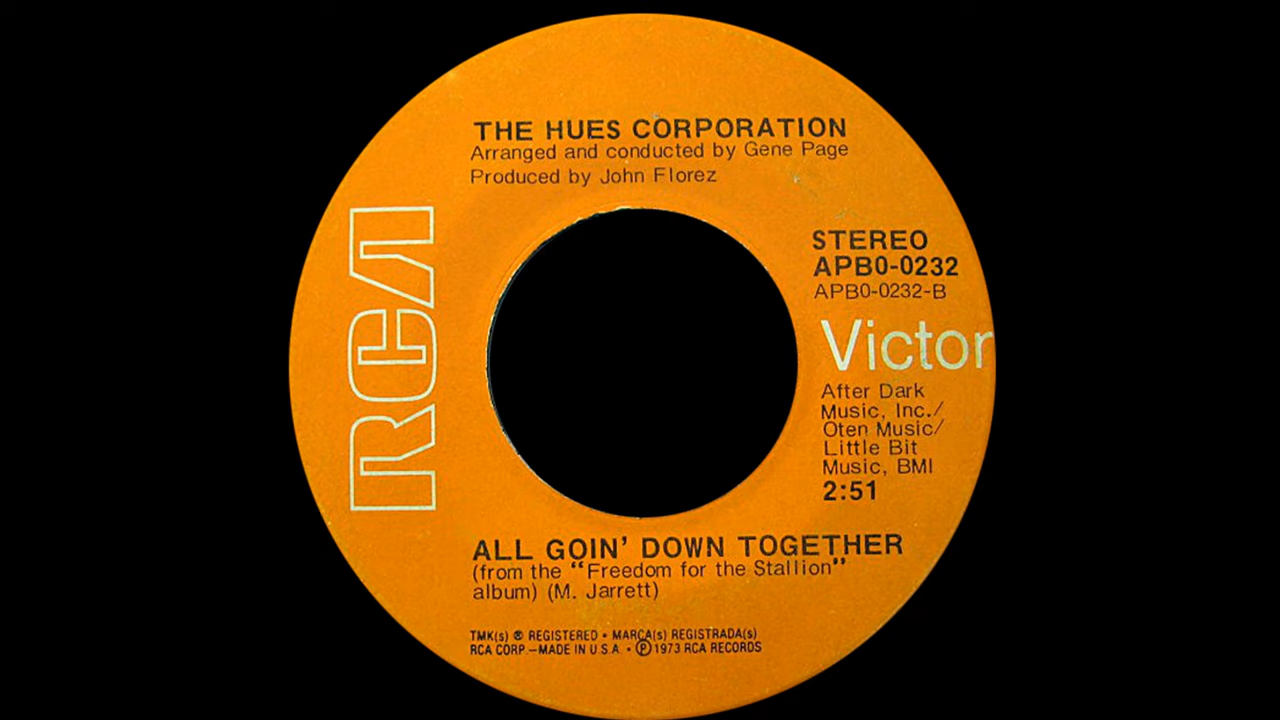 THE HUES CORPORATION
Arranged and conducted by Gene Page
Produced by John Florez
RCA
STEREO
APB0-0232
APB0-0232-B
Victor
After Dark
Music, Inc./
Oten Music/
Little Bit
Music, BMI
2:51
ALL GOIN' DOWN TOGETHER
(from the "Freedom for the Stallion"
album) (M. Jarrett)
TMK(s) ® REGISTERED • MARCA(s) REGISTRADA(s)
RCA CORP.—MADE IN U.S.A. • ℗ 1973 RCA RECORDS